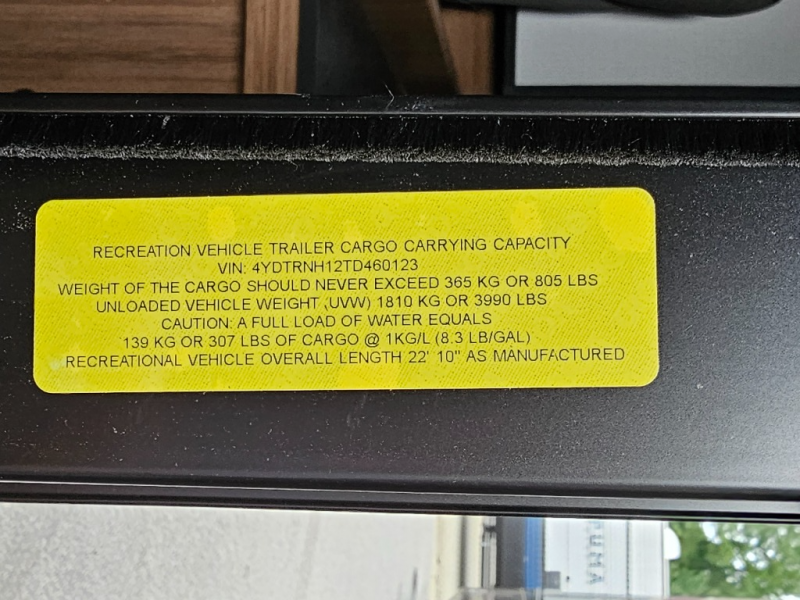 RECREATION VEHICLE TRAILER CARGO CARRYING CAPACITY
VIN: 4YDTRNH12TD460123
WEIGHT OF THE CARGO SHOULD NEVER EXCEED 365 KG OR 805 LBS
UNLOADED VEHICLE WEIGHT (UVW) 1810 KG OR 3990 LBS
CAUTION: A FULL LOAD OF WATER EQUALS
139 KG OR 307 LBS OF CARGO @ 1KG/L (8.3 LB/GAL)
RECREATIONAL VEHICLE OVERALL LENGTH 22' 10" AS MANUFACTURED
PUMA